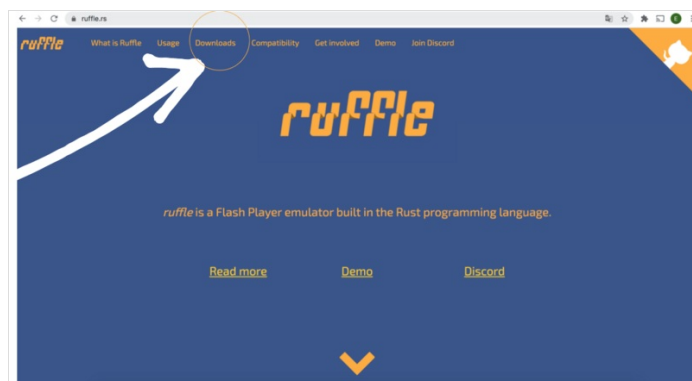 ruffle.rs
E
ruffle What is Ruffle Usage Downloads Compatibility Get involved Demo Join Discord
ruffle
ruffle is a Flash Player emulator built in the Rust programming language.
Read more Demo Discord